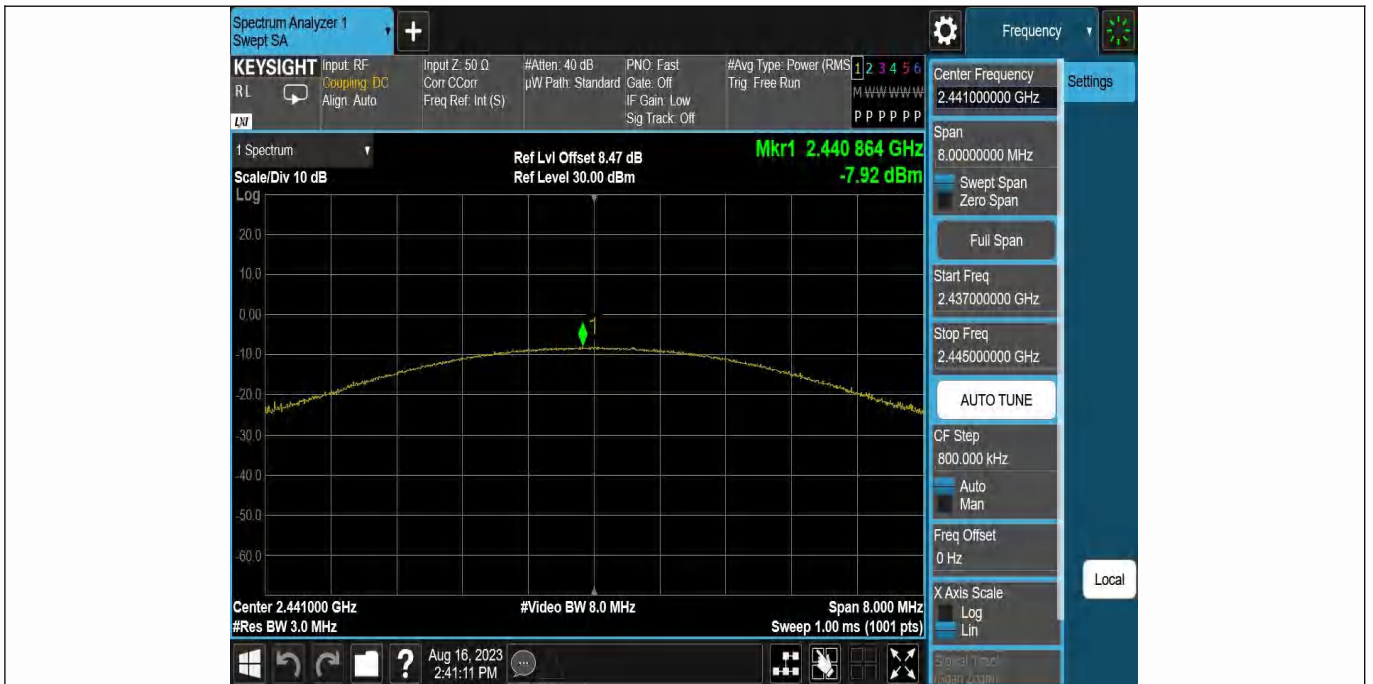 Spectrum Analyzer 1
Swept SA
Frequency
KEYSIGHT
RL
LXI
Input: RF
Coupling: DC
Align: Auto
Input Z: 50 Ω
Corr CCorr
Freq Ref: Int (S)
#Atten: 40 dB
µW Path: Standard
PNO: Fast
Gate: Off
IF Gain: Low
Sig Track: Off
#Avg Type: Power (RMS
Trig: Free Run
1 2 3 4 5 6
M W W W W W
P P P P P P
1 Spectrum
Scale/Div 10 dB
Log
Ref Lvl Offset 8.47 dB
Ref Level 30.00 dBm
Mkr1 2.440 864 GHz
-7.92 dBm
20.0
10.0
0.00
-10.0
-20.0
-30.0
-40.0
-50.0
-60.0
1
Center 2.441000 GHz
#Res BW 3.0 MHz
#Video BW 8.0 MHz
Span 8.000 MHz
Sweep 1.00 ms (1001 pts)
Center Frequency
2.441000000 GHz
Settings
Span
8.00000000 MHz
Swept Span
Zero Span
Full Span
Start Freq
2.437000000 GHz
Stop Freq
2.445000000 GHz
AUTO TUNE
CF Step
800.000 kHz
Auto
Man
Freq Offset
0 Hz
X Axis Scale
Log
Lin
Signal Track
(Span Zoom)
Local
?
Aug 16, 2023
2:41:11 PM